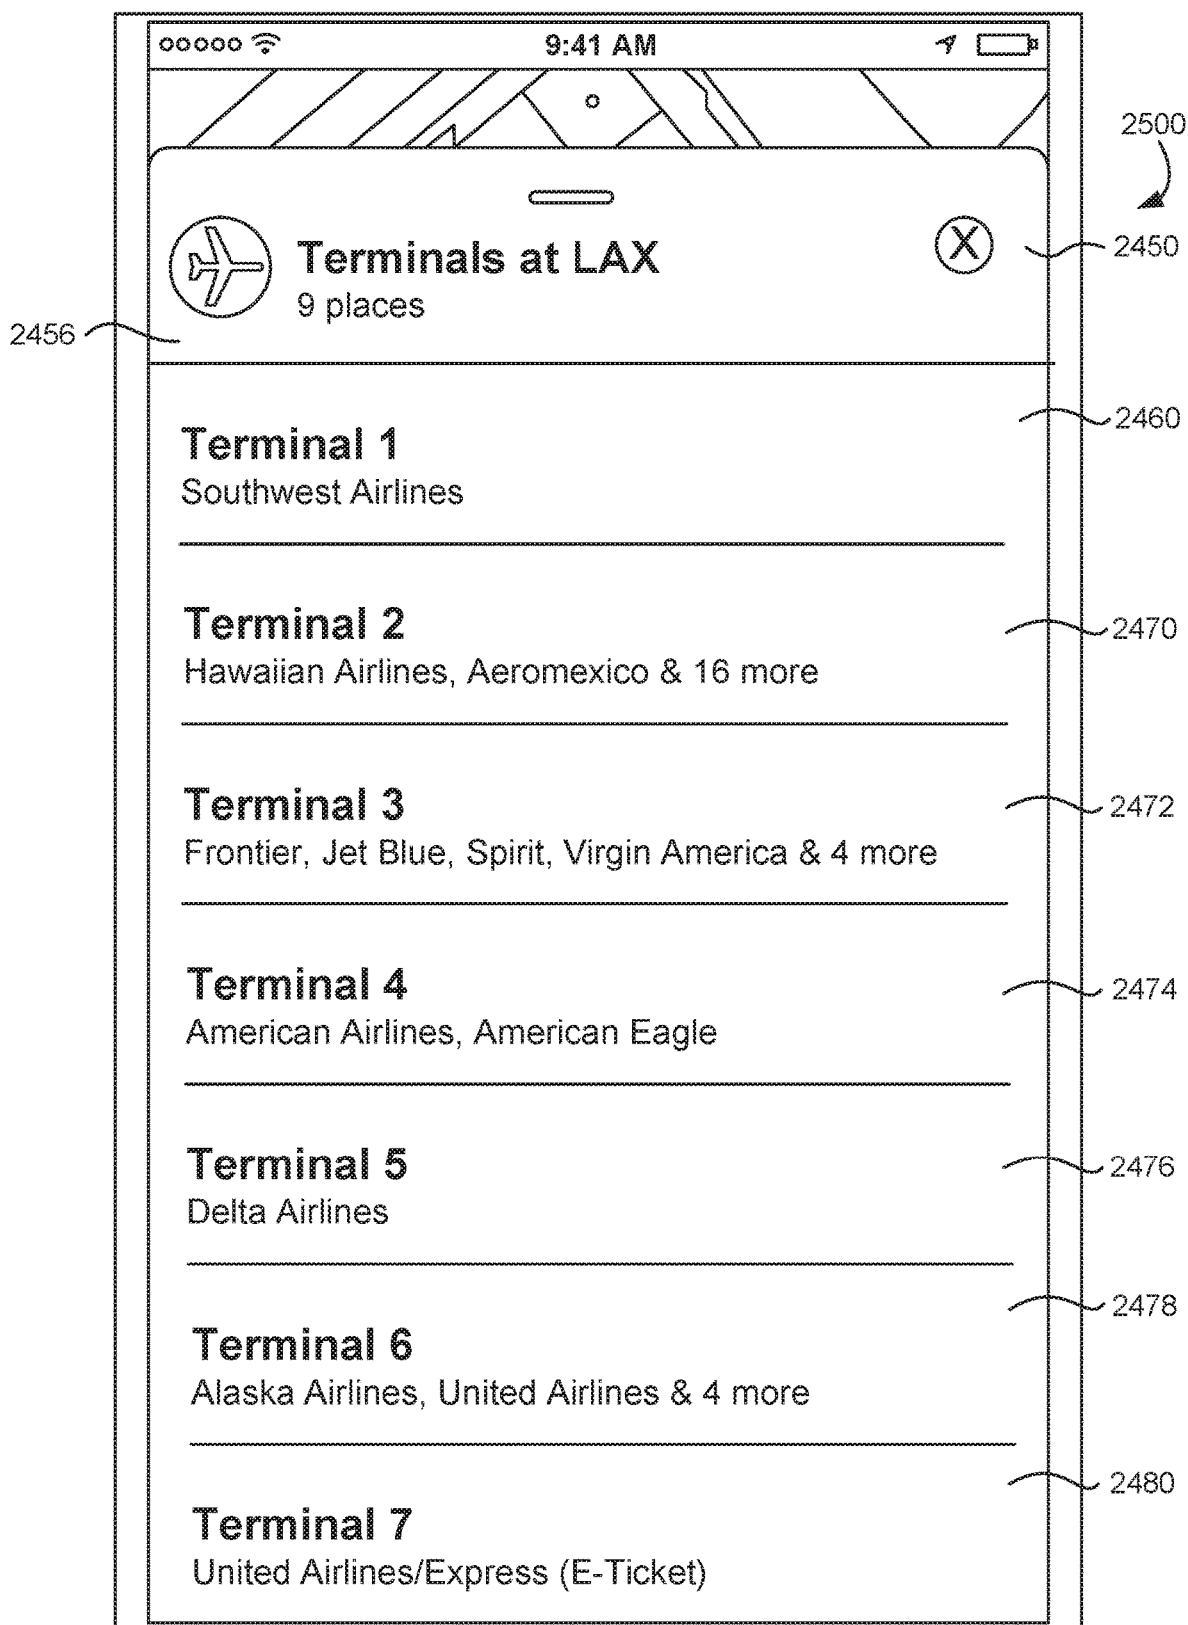 9:41 AM
2500
Terminals at LAX
X
2450
9 places
2456
2460
Terminal 1
Southwest Airlines
Terminal 2
2470
Hawaiian Airlines, Aeromexico & 16 more
Terminal 3
2472
Frontier, Jet Blue, Spirit, Virgin America & 4 more
Terminal 4
2474
American Airlines, American Eagle
Terminal 5
2476
Delta Airlines
2478
Terminal 6
Alaska Airlines, United Airlines & 4 more
2480
Terminal 7
United Airlines/Express (E-Ticket)